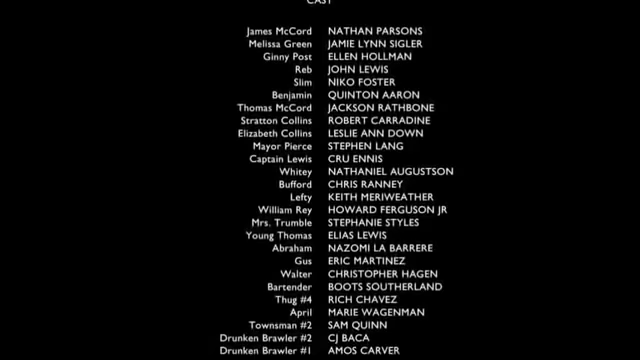 CAST
James McCord NATHAN PARSONS
Melissa Green JAMIE LYNN SIGLER
Ginny Post ELLEN HOLLMAN
Reb JOHN LEWIS
Slim NIKO FOSTER
Benjamin QUINTON AARON
Thomas McCord JACKSON RATHBONE
Stratton Collins ROBERT CARRADINE
Elizabeth Collins LESLIE ANN DOWN
Mayor Pierce STEPHEN LANG
Captain Lewis CRU ENNIS
Whitey NATHANIEL AUGUSTSON
Bufford CHRIS RANNEY
Lefty KEITH MERIWEATHER
William Rey HOWARD FERGUSON JR
Mrs. Trumble STEPHANIE STYLES
Young Thomas ELIAS LEWIS
Abraham NAZOMI LA BARRERE
Gus ERIC MARTINEZ
Walter CHRISTOPHER HAGEN
Bartender BOOTS SOUTHERLAND
Thug #4 RICH CHAVEZ
April MARIE WAGENMAN
Townsman #2 SAM QUINN
Drunken Brawler #2 CJ BACA
Drunken Brawler #1 AMOS CARVER